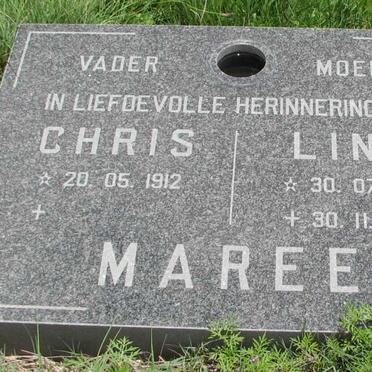 VADER MOE
IN LIEFDEVOLLE HERINNERING
CHRIS LIN
☆ 20. 05. 1912 ☆ 30. 07
+ + 30. 11
MAREE